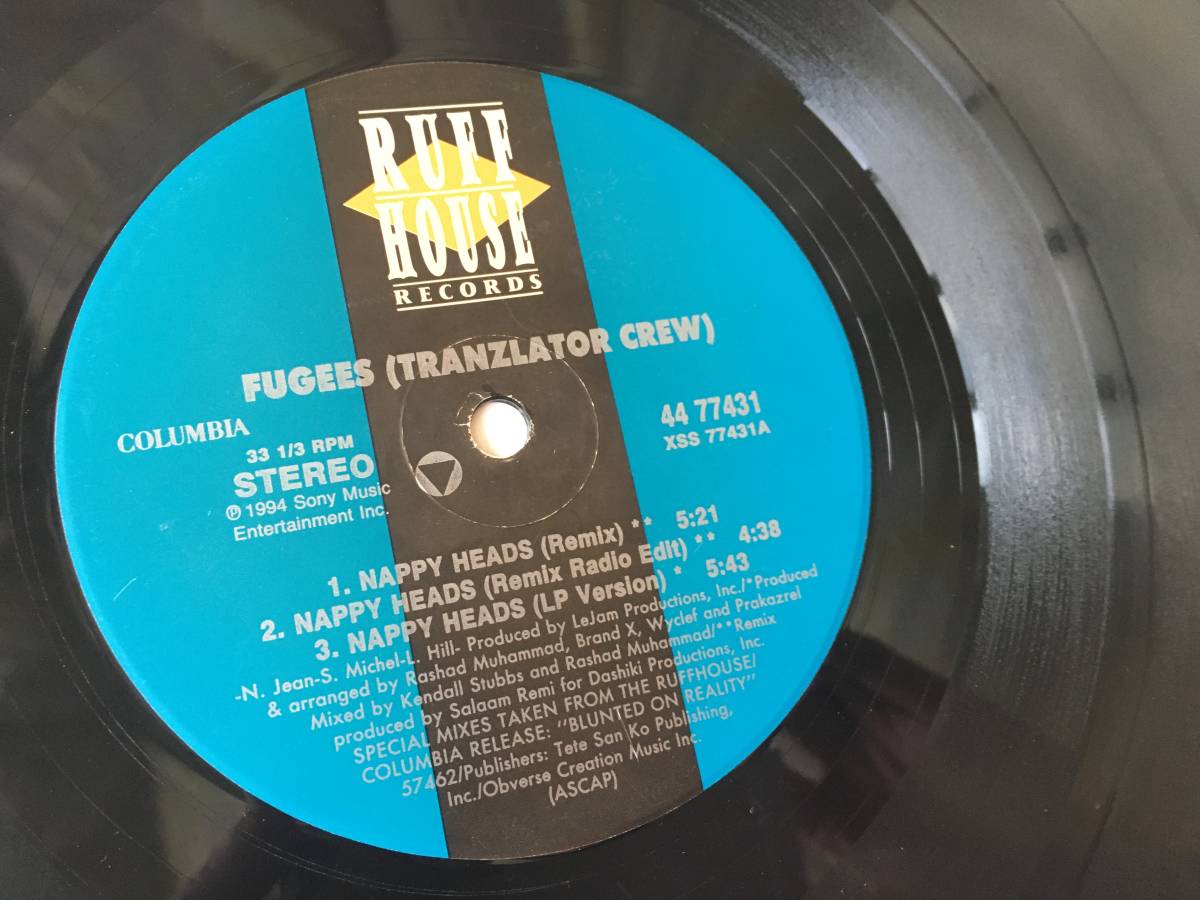 RUFF
HOUSE
RECORDS
FUGEES (TRANZLATOR CREW)
COLUMBIA
33 1/3 RPM
STEREO
℗ 1994 Sony Music
Entertainment Inc.
44 77431
XSS 77431A
1. NAPPY HEADS (Remix) ** 5:21
2. NAPPY HEADS (Remix Radio Edit) ** 4:38
3. NAPPY HEADS (LP Version) * 5:43
-N. Jean-S. Michel-L. Hill- Produced by LeJam Productions, Inc./*Produced
& arranged by Rashad Muhammad, Brand X, Wyclef and Prakazrel
Mixed by Kendall Stubbs and Rashad Muhammad/**Remix
produced by Salaam Remi for Dashiki Productions, Inc.
SPECIAL MIXES TAKEN FROM THE RUFFHOUSE/
COLUMBIA RELEASE: "BLUNTED ON REALITY"
57462/Publishers: Tete San Ko Publishing,
Inc./Obverse Creation Music Inc.
(ASCAP)